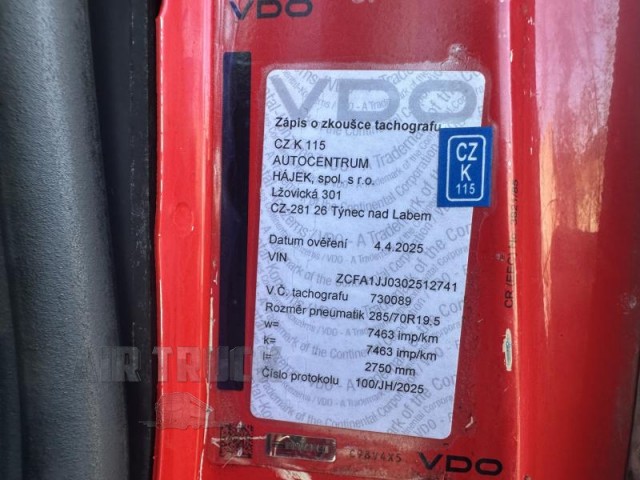 VDO
VDO
Zápis o zkoušce tachografu
CZ K 115
AUTOCENTRUM
HÁJEK, spol. s r.o.
Lžovická 301
CZ-281 26 Týnec nad Labem
CZ
K
115
Datum ověření 4.4.2025
VIN
ZCFA1JJ0302512741
V.Č. tachografu 730089
Rozměr pneumatik 285/70R19.5
w= 7463 imp/km
k= 7463 imp/km
l= 2750 mm
Číslo protokolu 100/JH/2025
C98V4X5
VDO